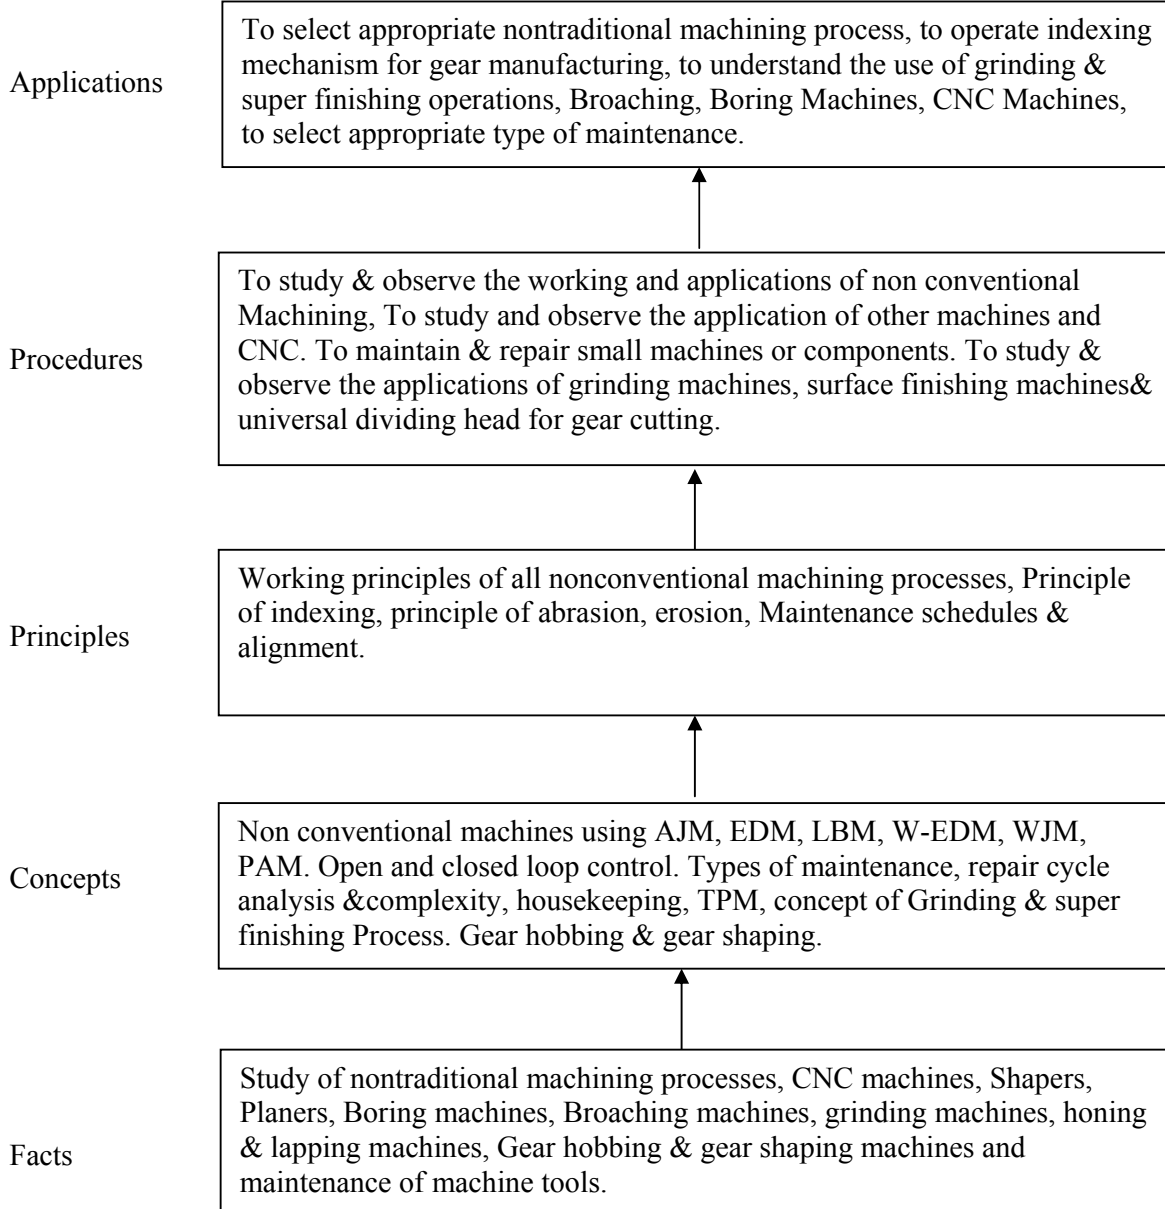 Applications
To select appropriate nontraditional machining process, to operate indexing
mechanism for gear manufacturing, to understand the use of grinding &
super finishing operations, Broaching, Boring Machines, CNC Machines,
to select appropriate type of maintenance.
Procedures
To study & observe the working and applications of non conventional
Machining, To study and observe the application of other machines and
CNC. To maintain & repair small machines or components. To study &
observe the applications of grinding machines, surface finishing machines&
universal dividing head for gear cutting.
Principles
Working principles of all nonconventional machining processes, Principle
of indexing, principle of abrasion, erosion, Maintenance schedules &
alignment.
Concepts
Non conventional machines using AJM, EDM, LBM, W-EDM, WJM,
PAM. Open and closed loop control. Types of maintenance, repair cycle
analysis &complexity, housekeeping, TPM, concept of Grinding & super
finishing Process. Gear hobbing & gear shaping.
Facts
Study of nontraditional machining processes, CNC machines, Shapers,
Planers, Boring machines, Broaching machines, grinding machines, honing
& lapping machines, Gear hobbing & gear shaping machines and
maintenance of machine tools.